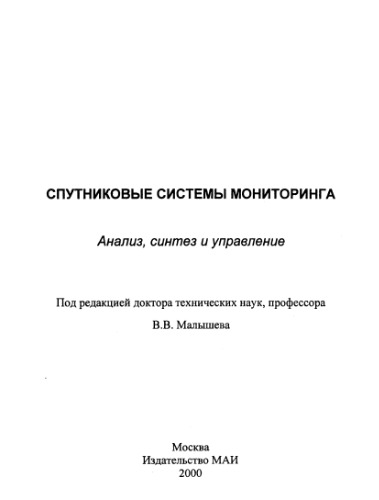 СПУТНИКОВЫЕ СИСТЕМЫ МОНИТОРИНГА
Анализ, синтез и управление
Под редакцией доктора технических наук, профессора
В.В. Малышева
Москва
Издательство МАИ
2000